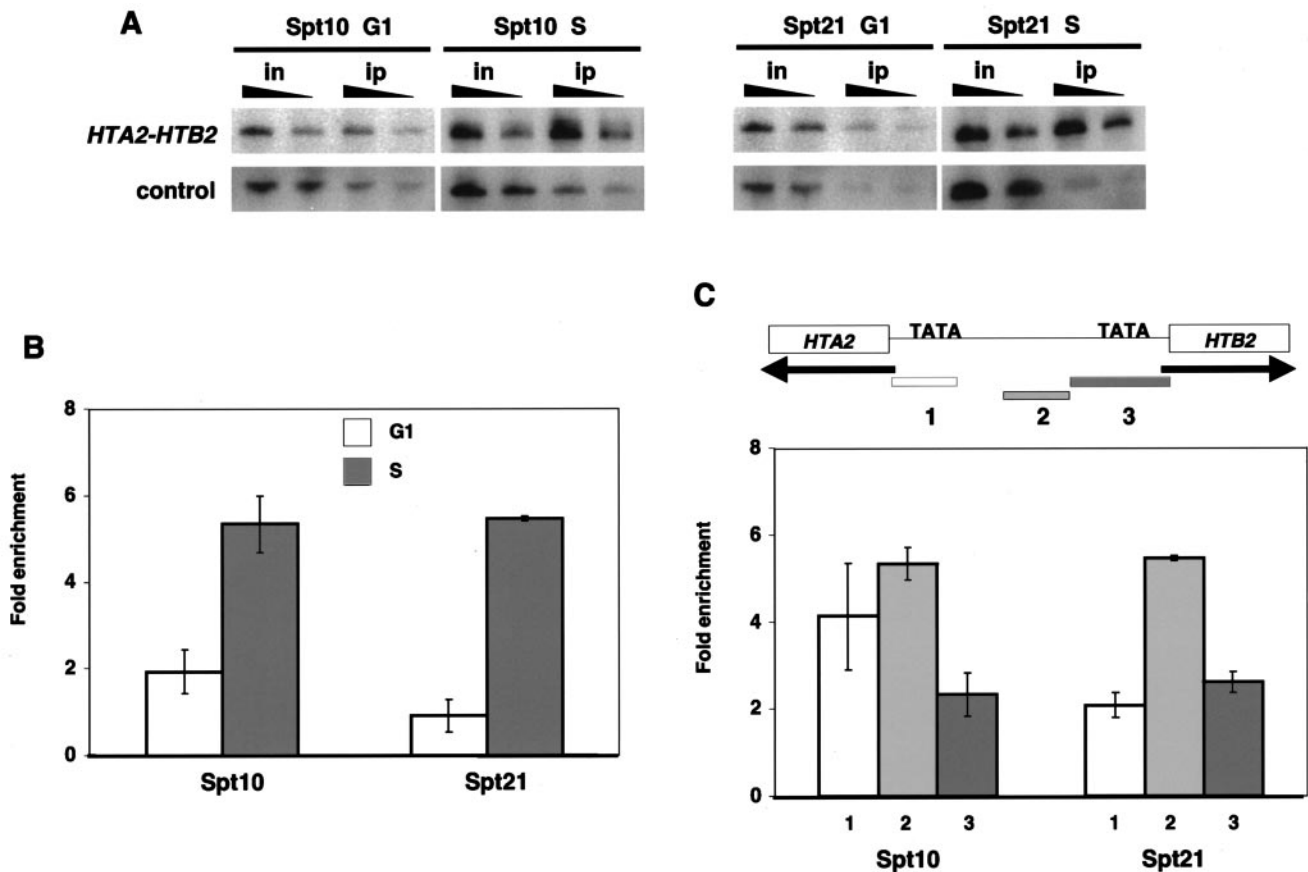 A
Spt10 G1 Spt10 S Spt21 G1 Spt21 S
in ip in ip in ip in ip
HTA2-HTB2
control
B
8
6
4
2
0
Fold enrichment
G1
S
Spt10 Spt21
C
TATA TATA
HTA2 HTB2
1 2 3
8
6
4
2
0
Fold enrichment
1 2 3 1 2 3
Spt10 Spt21